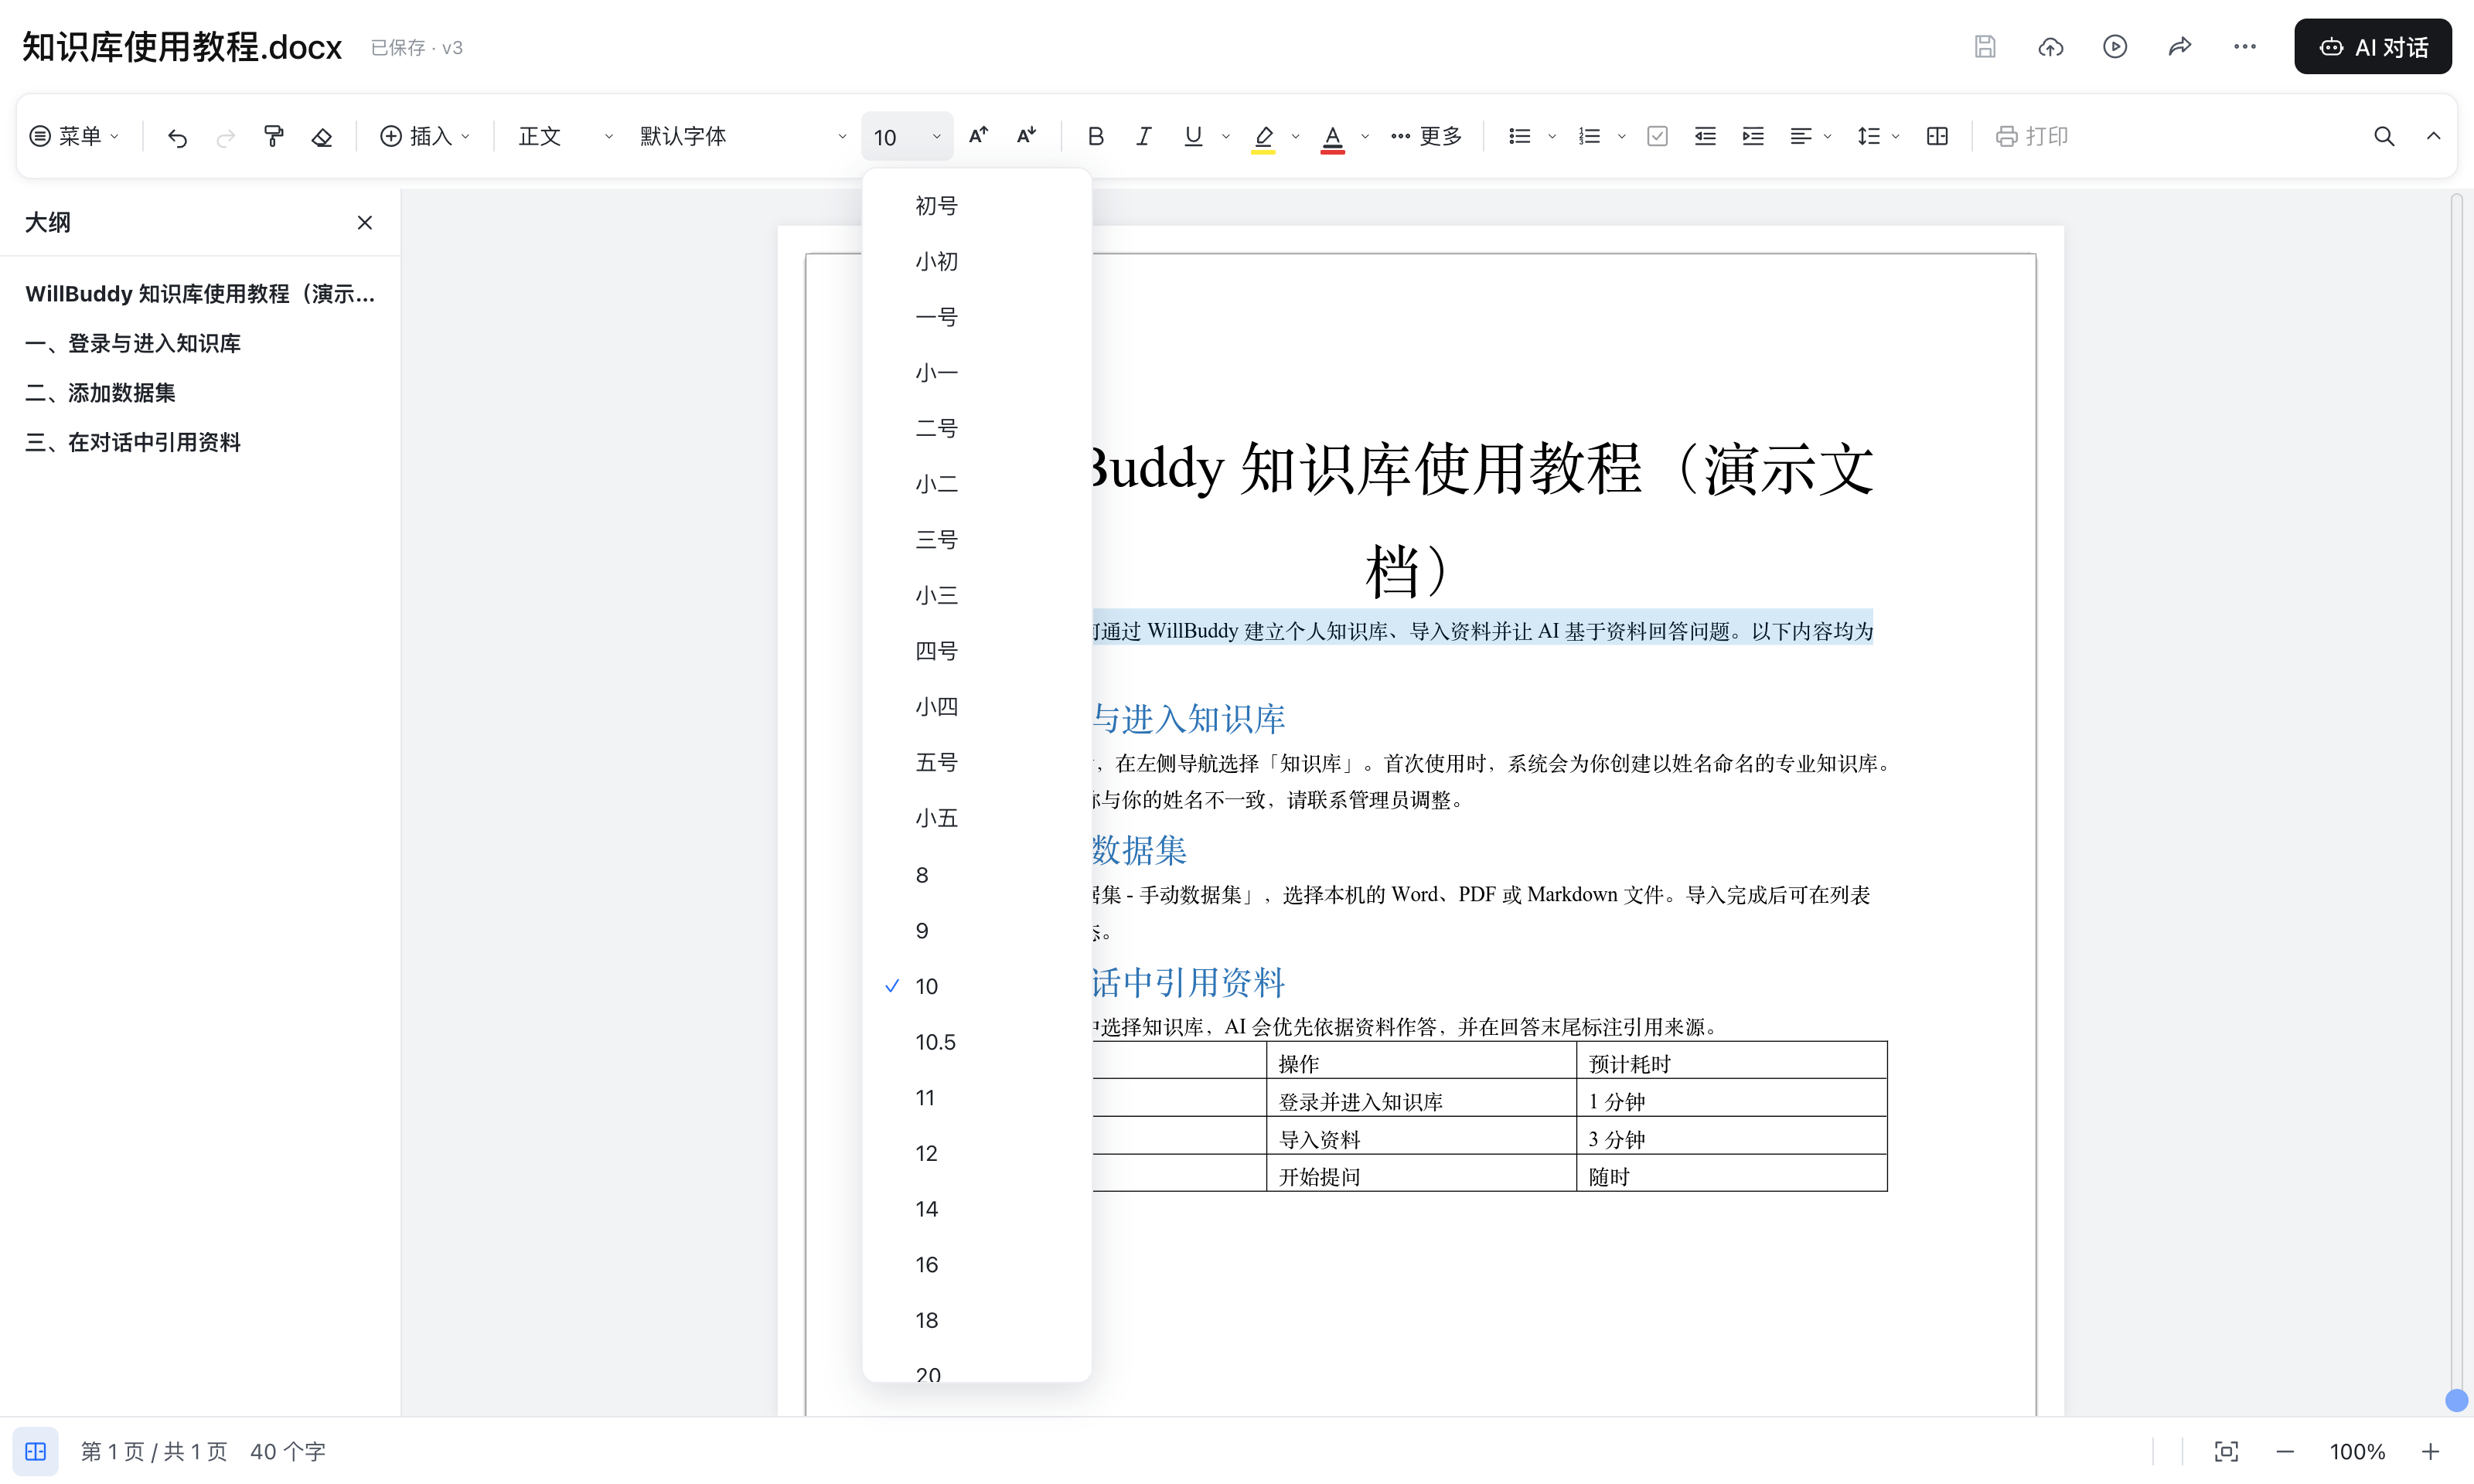 知识库使用教程.docx 已保存 · v3 AI 对话
菜单 插入 正文 默认字体 10 更多 打印
大纲
WillBuddy 知识库使用教程（演示...
一、登录与进入知识库
二、添加数据集
三、在对话中引用资料
初号
小初
一号
小一
二号
小二
三号
小三
四号
小四
五号
小五
8
9
10
10.5
11
12
14
16
18
20
Buddy 知识库使用教程（演示文
档）
通过 WillBuddy 建立个人知识库、导入资料并让 AI 基于资料回答问题。以下内容均为
与进入知识库
，在左侧导航选择「知识库」。首次使用时，系统会为你创建以姓名命名的专业知识库。
与你的姓名不一致，请联系管理员调整。
数据集
据集 - 手动数据集」，选择本机的 Word、PDF 或 Markdown 文件。导入完成后可在列表
态。
话中引用资料
选择知识库，AI 会优先依据资料作答，并在回答末尾标注引用来源。
操作 预计耗时
登录并进入知识库 1 分钟
导入资料 3 分钟
开始提问 随时
第 1 页 / 共 1 页 40 个字 100%